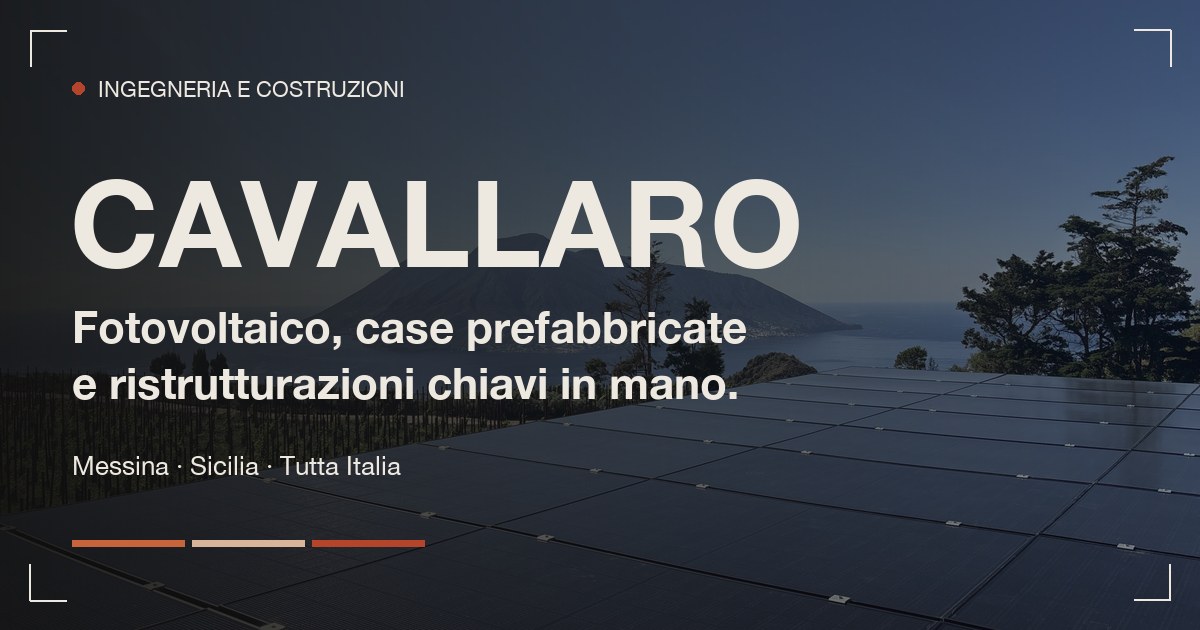 INGEGNERIA E COSTRUZIONI
CAVALLARO
Fotovoltaico, case prefabbricate
e ristrutturazioni chiavi in mano.
Messina · Sicilia · Tutta Italia